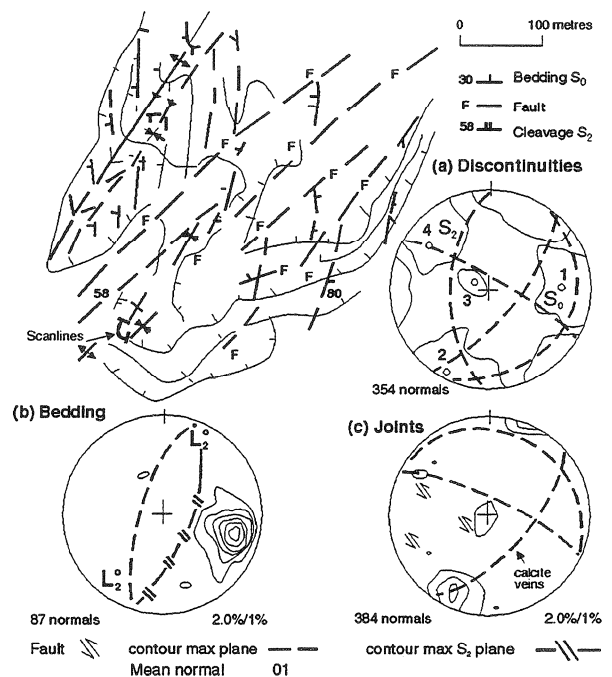 0 100 metres
30 Bedding S₀
F Fault
58 Cleavage S₂
F F
F
F
F
F
F
F F
F
F F
58
80
F
Scanlines
(a) Discontinuities
4 S₂
1
S₀
3
2
354 normals
(b) Bedding
L₂°
L₂°
87 normals 2.0%/1%
(c) Joints
calcite
veins
384 normals 2.0%/1%
Fault contour max plane contour max S₂ plane
Mean normal 01